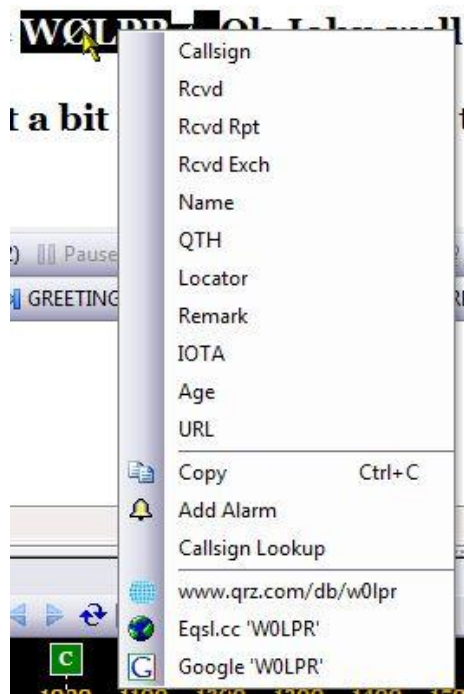 WØLPR
t a bit
Callsign
Rcvd
Rcvd Rpt
Rcvd Exch
Name
QTH
Locator
Remark
IOTA
Age
URL
Pause
GREETING
Copy Ctrl+C
Add Alarm
Callsign Lookup
www.qrz.com/db/w0lpr
Eqsl.cc 'W0LPR'
C
G Google 'W0LPR'